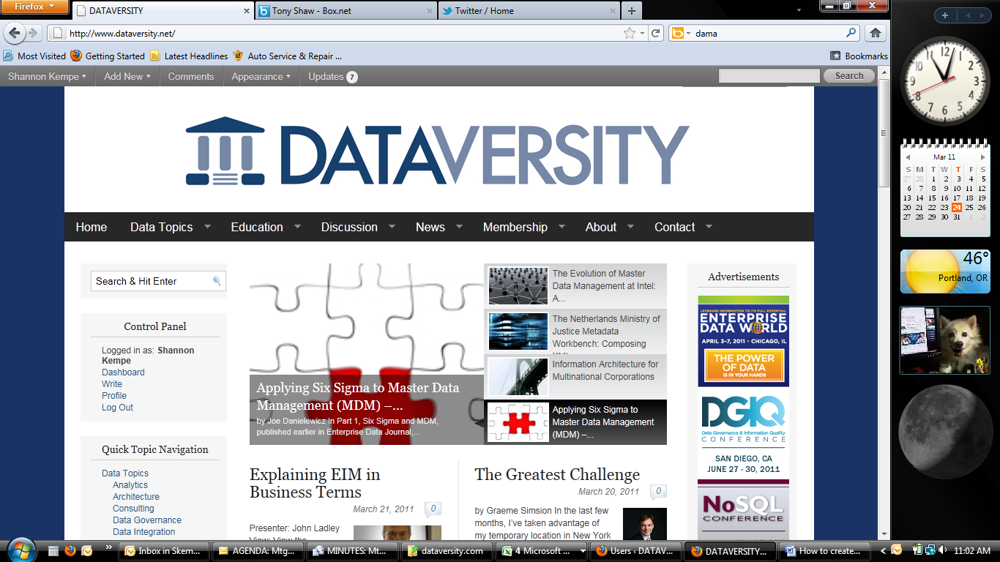 Firefox
DATAVERSITY
Tony Shaw - Box.net
Twitter / Home
http://www.dataversity.net/
dama
Most Visited Getting Started Latest Headlines Auto Service & Repair ...
Bookmarks
Shannon Kempe Add New Comments Appearance Updates 7
Search
DATAVERSITY
Home Data Topics Education Discussion News Membership About Contact
Search & Hit Enter
Control Panel
Logged in as: Shannon
Kempe
Dashboard
Write
Profile
Log Out
Quick Topic Navigation
Data Topics
Analytics
Architecture
Consulting
Data Governance
Data Integration
Applying Six Sigma to Master Data
Management (MDM) –...
by Joe Danielewicz In Part 1, Six Sigma and MDM,
published earlier in Enterprise Data Journal,...
The Evolution of Master
Data Management at Intel:
A...
The Netherlands Ministry of
Justice Metadata
Workbench: Composing
Information Architecture for
Multinational Corporations
Applying Six Sigma to
Master Data Management
(MDM) –...
Explaining EIM in
Business Terms
March 21, 2011 0
Presenter: John Ladley
View: View the
The Greatest Challenge
March 20, 2011 0
by Graeme Simsion In the last few
months, I've taken advantage of
my temporary location in New York
Advertisements
LEVERAGE INFORMATION TO ITS FULL POTENTIAL
ENTERPRISE
DATA WORLD
APRIL 3-7, 2011 • CHICAGO, IL
THE POWER
OF DATA
IS IN YOUR HANDS
DGIQ
Data Governance & Information Quality
CONFERENCE
SAN DIEGO, CA
JUNE 27 - 30, 2011
NoSQL
CONFERENCE
12 1 2 3 4 5 6 7 8 9 10 11
Mar 11
S M T W T F S
27 28 1 2 3 4 5
6 7 8 9 10 11 12
13 14 15 16 17 18 19
20 21 22 23 24 25 26
27 28 29 30 31 1 2
46°
Portland, OR
Inbox in Skem...
AGENDA: Mtg...
MINUTES: Mt...
dataversity.com
4 Microsoft ...
Users ‹ DATAV...
DATAVERSITY...
How to create...
11:02 AM